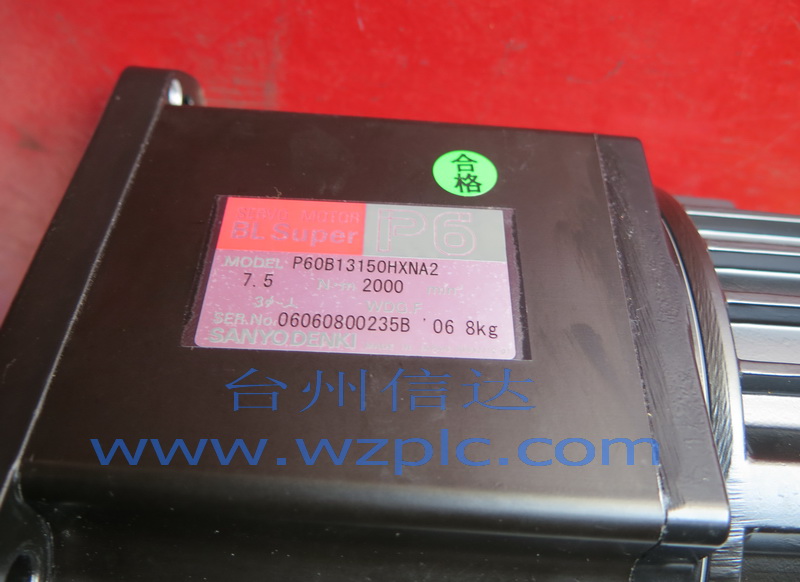 合格
SERVO MOTOR
BL Super P6
MODEL P60B13150HXNA2
7.5 2000
SER.No. 06060800235B 06 8kg
SANYO DENKI
台州信达
www.wzplc.com